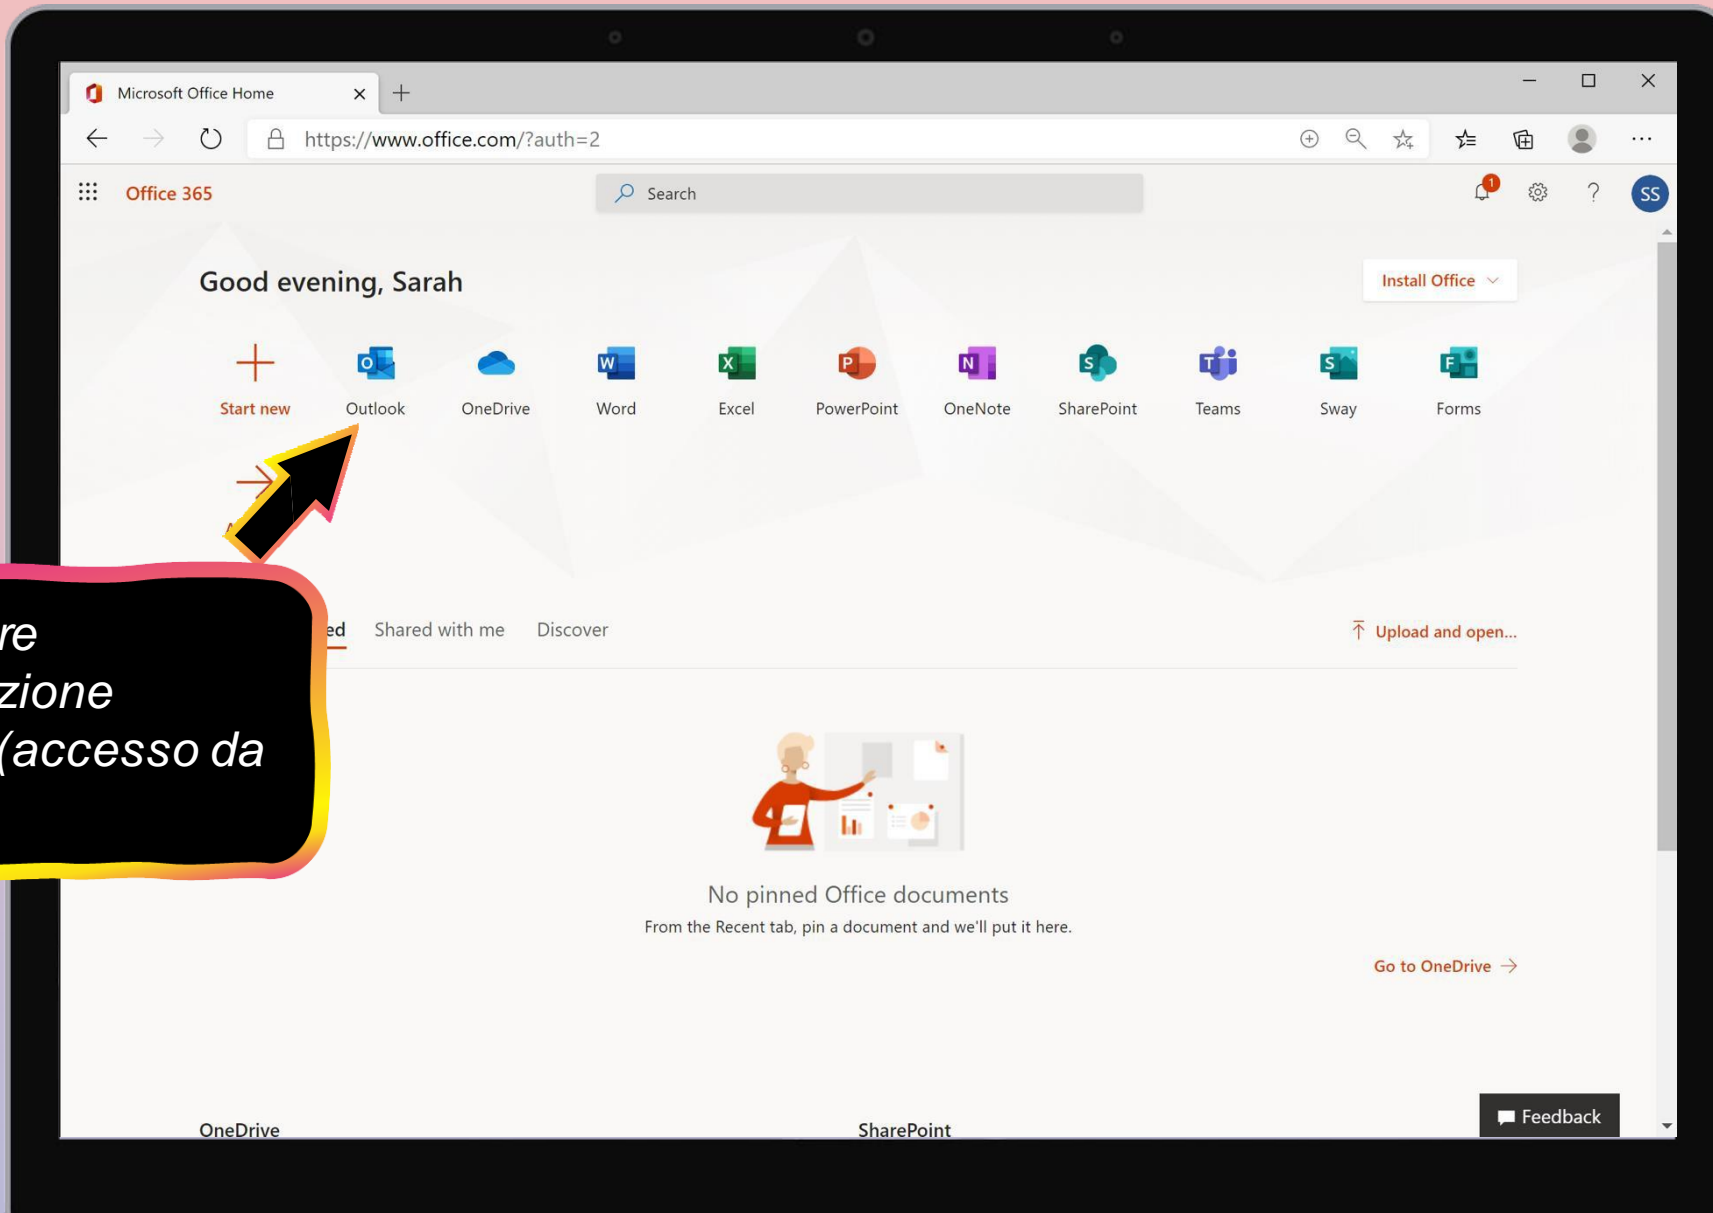 Microsoft Office Home
https://www.office.com/?auth=2
Office 365
Search
1
?
SS
Good evening, Sarah
Install Office
Start new
Outlook
OneDrive
Word
Excel
PowerPoint
OneNote
SharePoint
Teams
Sway
Forms
(accesso da
Shared with me
Discover
Upload and open...
No pinned Office documents
From the Recent tab, pin a document and we'll put it here.
Go to OneDrive
OneDrive
SharePoint
Feedback